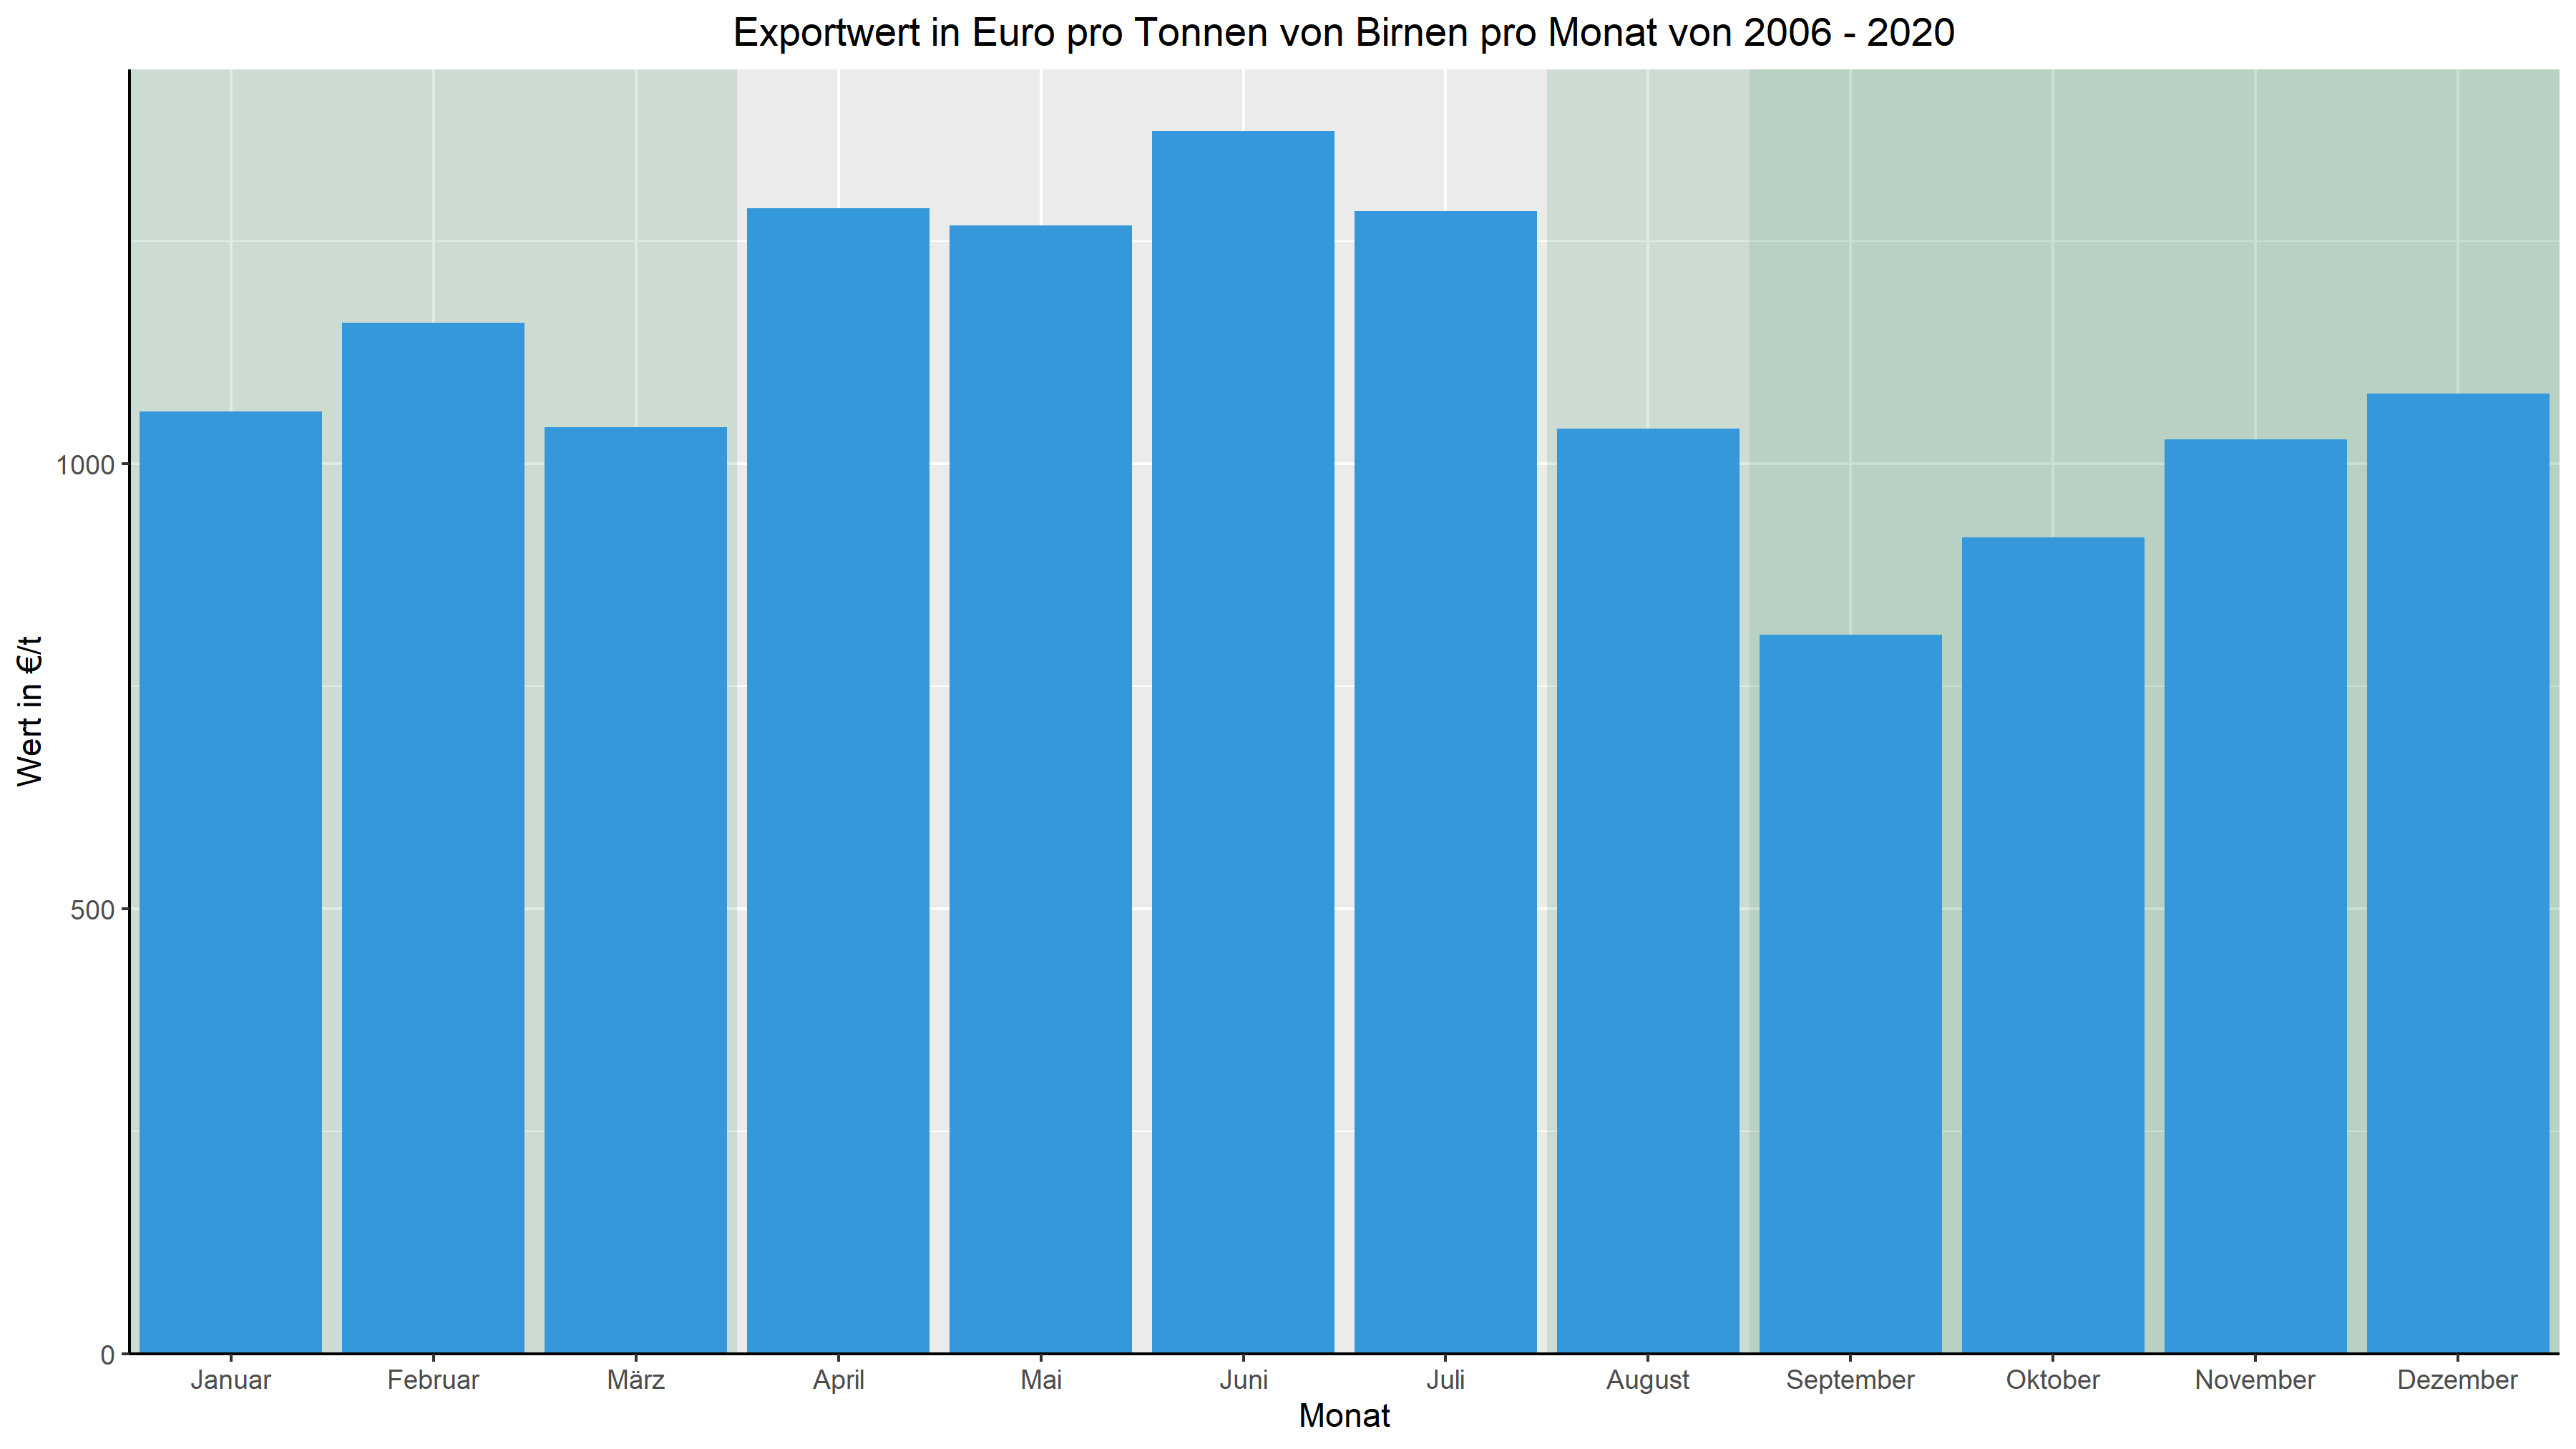 Exportwert in Euro pro Tonnen von Birnen pro Monat von 2006 - 2020
Wert in €/t
1000
500
0
Januar Februar März April Mai Juni Juli August September Oktober November Dezember
Monat